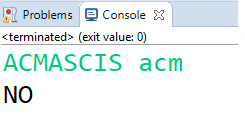 Problems Console
<terminated> (exit value: 0)
ACMASCIS acm
NO